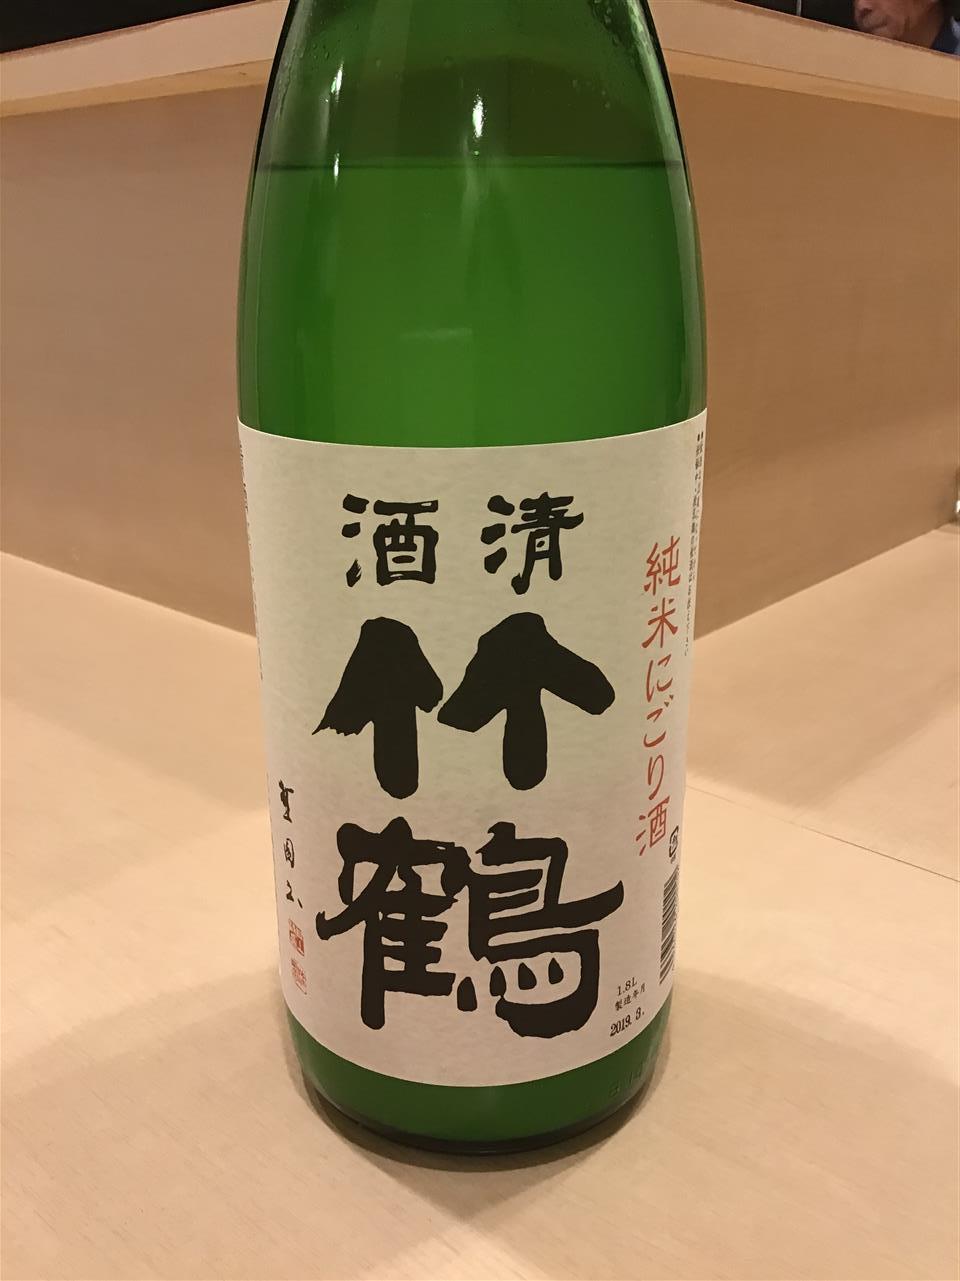 清酒
竹鶴
純米にごり酒
1.8L
製造年月
2019. 3.